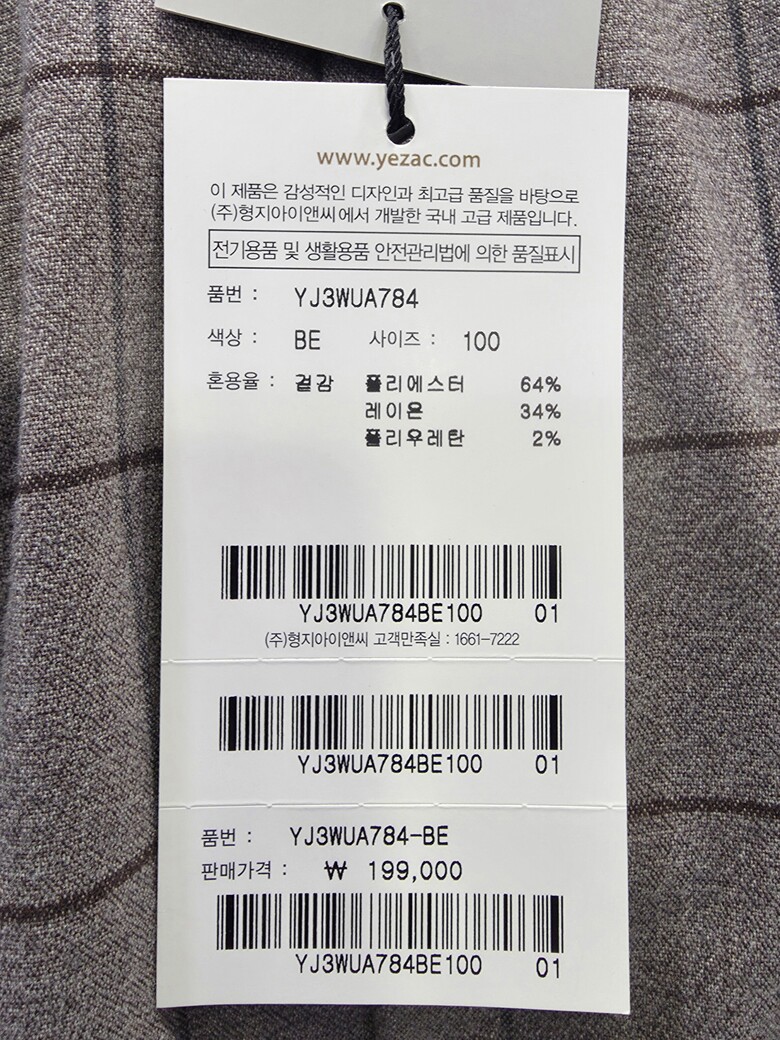 www.yezac.com
이 제품은 감성적인 디자인과 최고급 품질을 바탕으로
(주)형지아이앤씨에서 개발한 국내 고급 제품입니다.
전기용품 및 생활용품 안전관리법에 의한 품질표시
품번 : YJ3WUA784
색상 : BE 사이즈 : 100
혼용율 : 겉감 폴리에스터 64%
레이온 34%
폴리우레탄 2%
YJ3WUA784BE100 01
(주)형지아이앤씨 고객만족실 : 1661-7222
YJ3WUA784BE100 01
품번 : YJ3WUA784-BE
판매가격 : ₩ 199,000
YJ3WUA784BE100 01